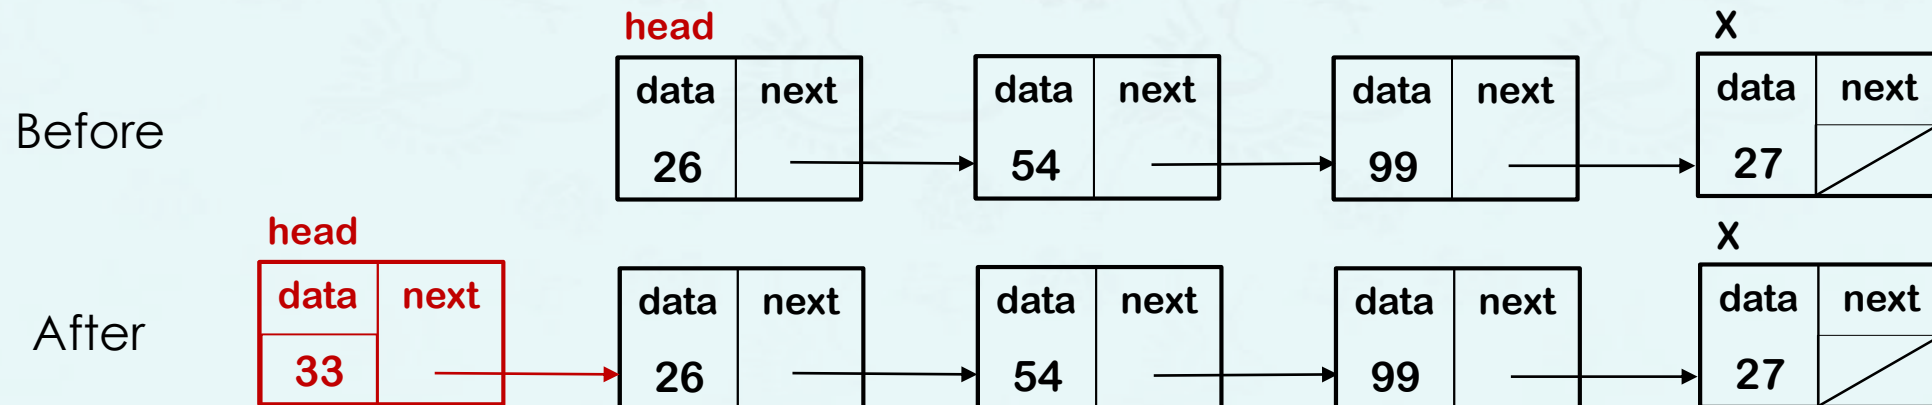 head X
data next data next data next data next
Before
26 54 99 27
head X
data next data next data next data next data next
After
33 26 54 99 27